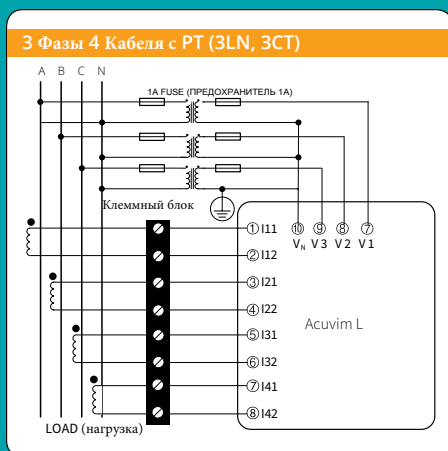 3 Фазы 4 Кабеля с PT (3LN, 3CT)
A B C N
1A FUSE (ПРЕДОХРАНИТЕЛЬ 1A)
Клеммный блок
① I11
② I12
③ I21
④ I22
⑤ I31
⑥ I32
⑦ I41
⑧ I42
⑩ ⑨ ⑧ ⑦
VN V3 V2 V1
Acuvim L
LOAD (нагрузка)